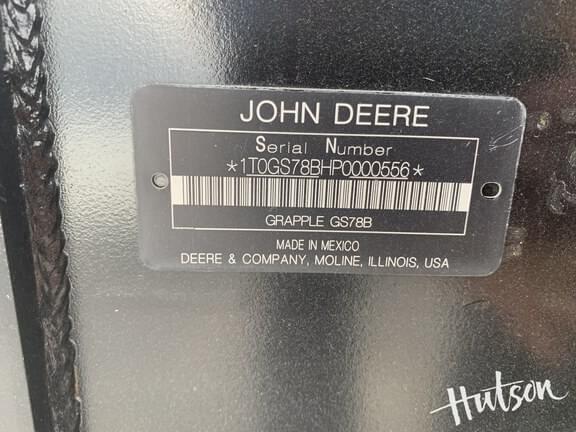 JOHN DEERE
Serial Number
*1T0GS78BHP0000556*
GRAPPLE GS78B
MADE IN MEXICO
DEERE & COMPANY, MOLINE, ILLINOIS, USA
Hutson